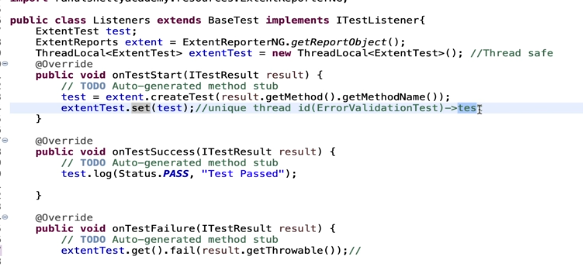 public class Listeners extends BaseTest implements ITestListener{
ExtentTest test;
ExtentReports extent = ExtentReporterNG.getReportObject();
ThreadLocal<ExtentTest> extentTest = new ThreadLocal<ExtentTest>(); //Thread safe
@Override
public void onTestStart(ITestResult result) {
// TODO Auto-generated method stub
test = extent.createTest(result.getMethod().getMethodName());
extentTest.set(test);//unique thread id(ErrorValidationTest)->tes
}
@Override
public void onTestSuccess(ITestResult result) {
// TODO Auto-generated method stub
test.log(Status.PASS, "Test Passed");
}
@Override
public void onTestFailure(ITestResult result) {
// TODO Auto-generated method stub
extentTest.get().fail(result.getThrowable());//